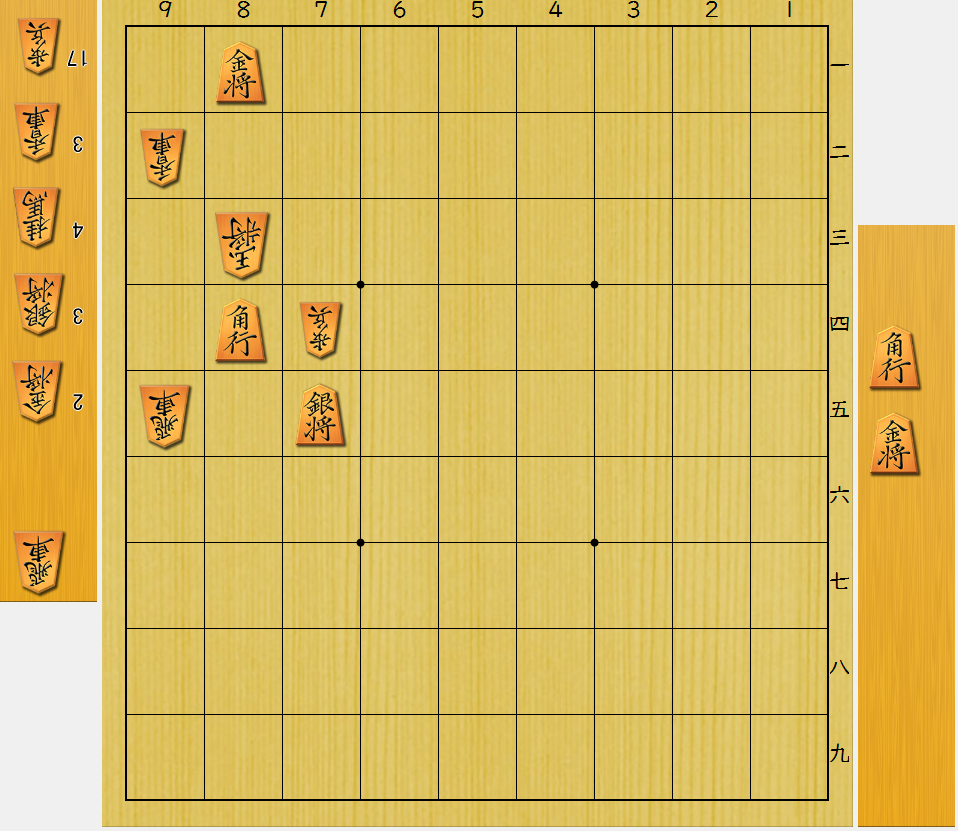 9 8 7 6 5 4 3 2 1
歩兵 17
香車 3
桂馬 4
銀将 3
金将 2
飛車
金将 一
香車 二
玉将 三
角行 歩兵 四
飛車 銀将 五
六
七
八
九
角行
金将